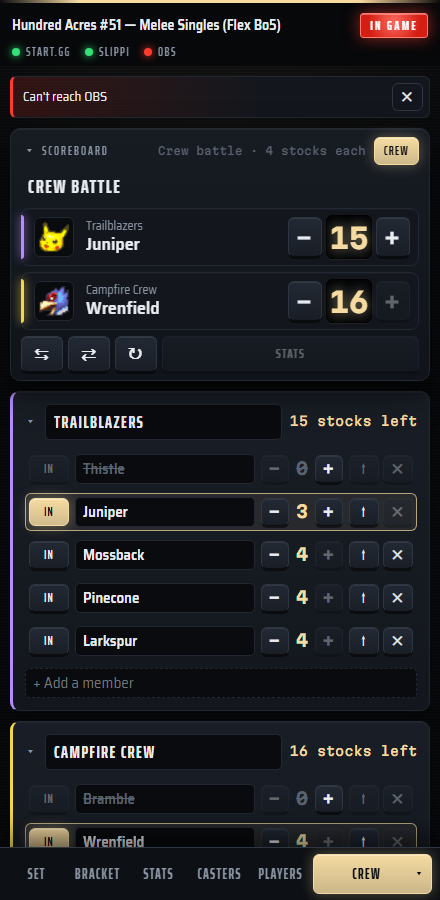 Hundred Acres #51 — Melee Singles (Flex Bo5)
IN GAME
START.GG SLIPPI OBS
Can't reach OBS
SCOREBOARD Crew battle · 4 stocks each CREW
CREW BATTLE
Trailblazers
Juniper
− 15 +
Campfire Crew
Wrenfield
− 16 +
STATS
TRAILBLAZERS 15 stocks left
IN Thistle − 0 + ↑ ✕
IN Juniper − 3 + ↑ ✕
IN Mossback − 4 + ↑ ✕
IN Pinecone − 4 + ↑ ✕
IN Larkspur − 4 + ↑ ✕
+ Add a member
CAMPFIRE CREW 16 stocks left
IN Bramble − 0 + ↑ ✕
IN Wrenfield − 4 + ↑ ✕
SET BRACKET STATS CASTERS PLAYERS CREW